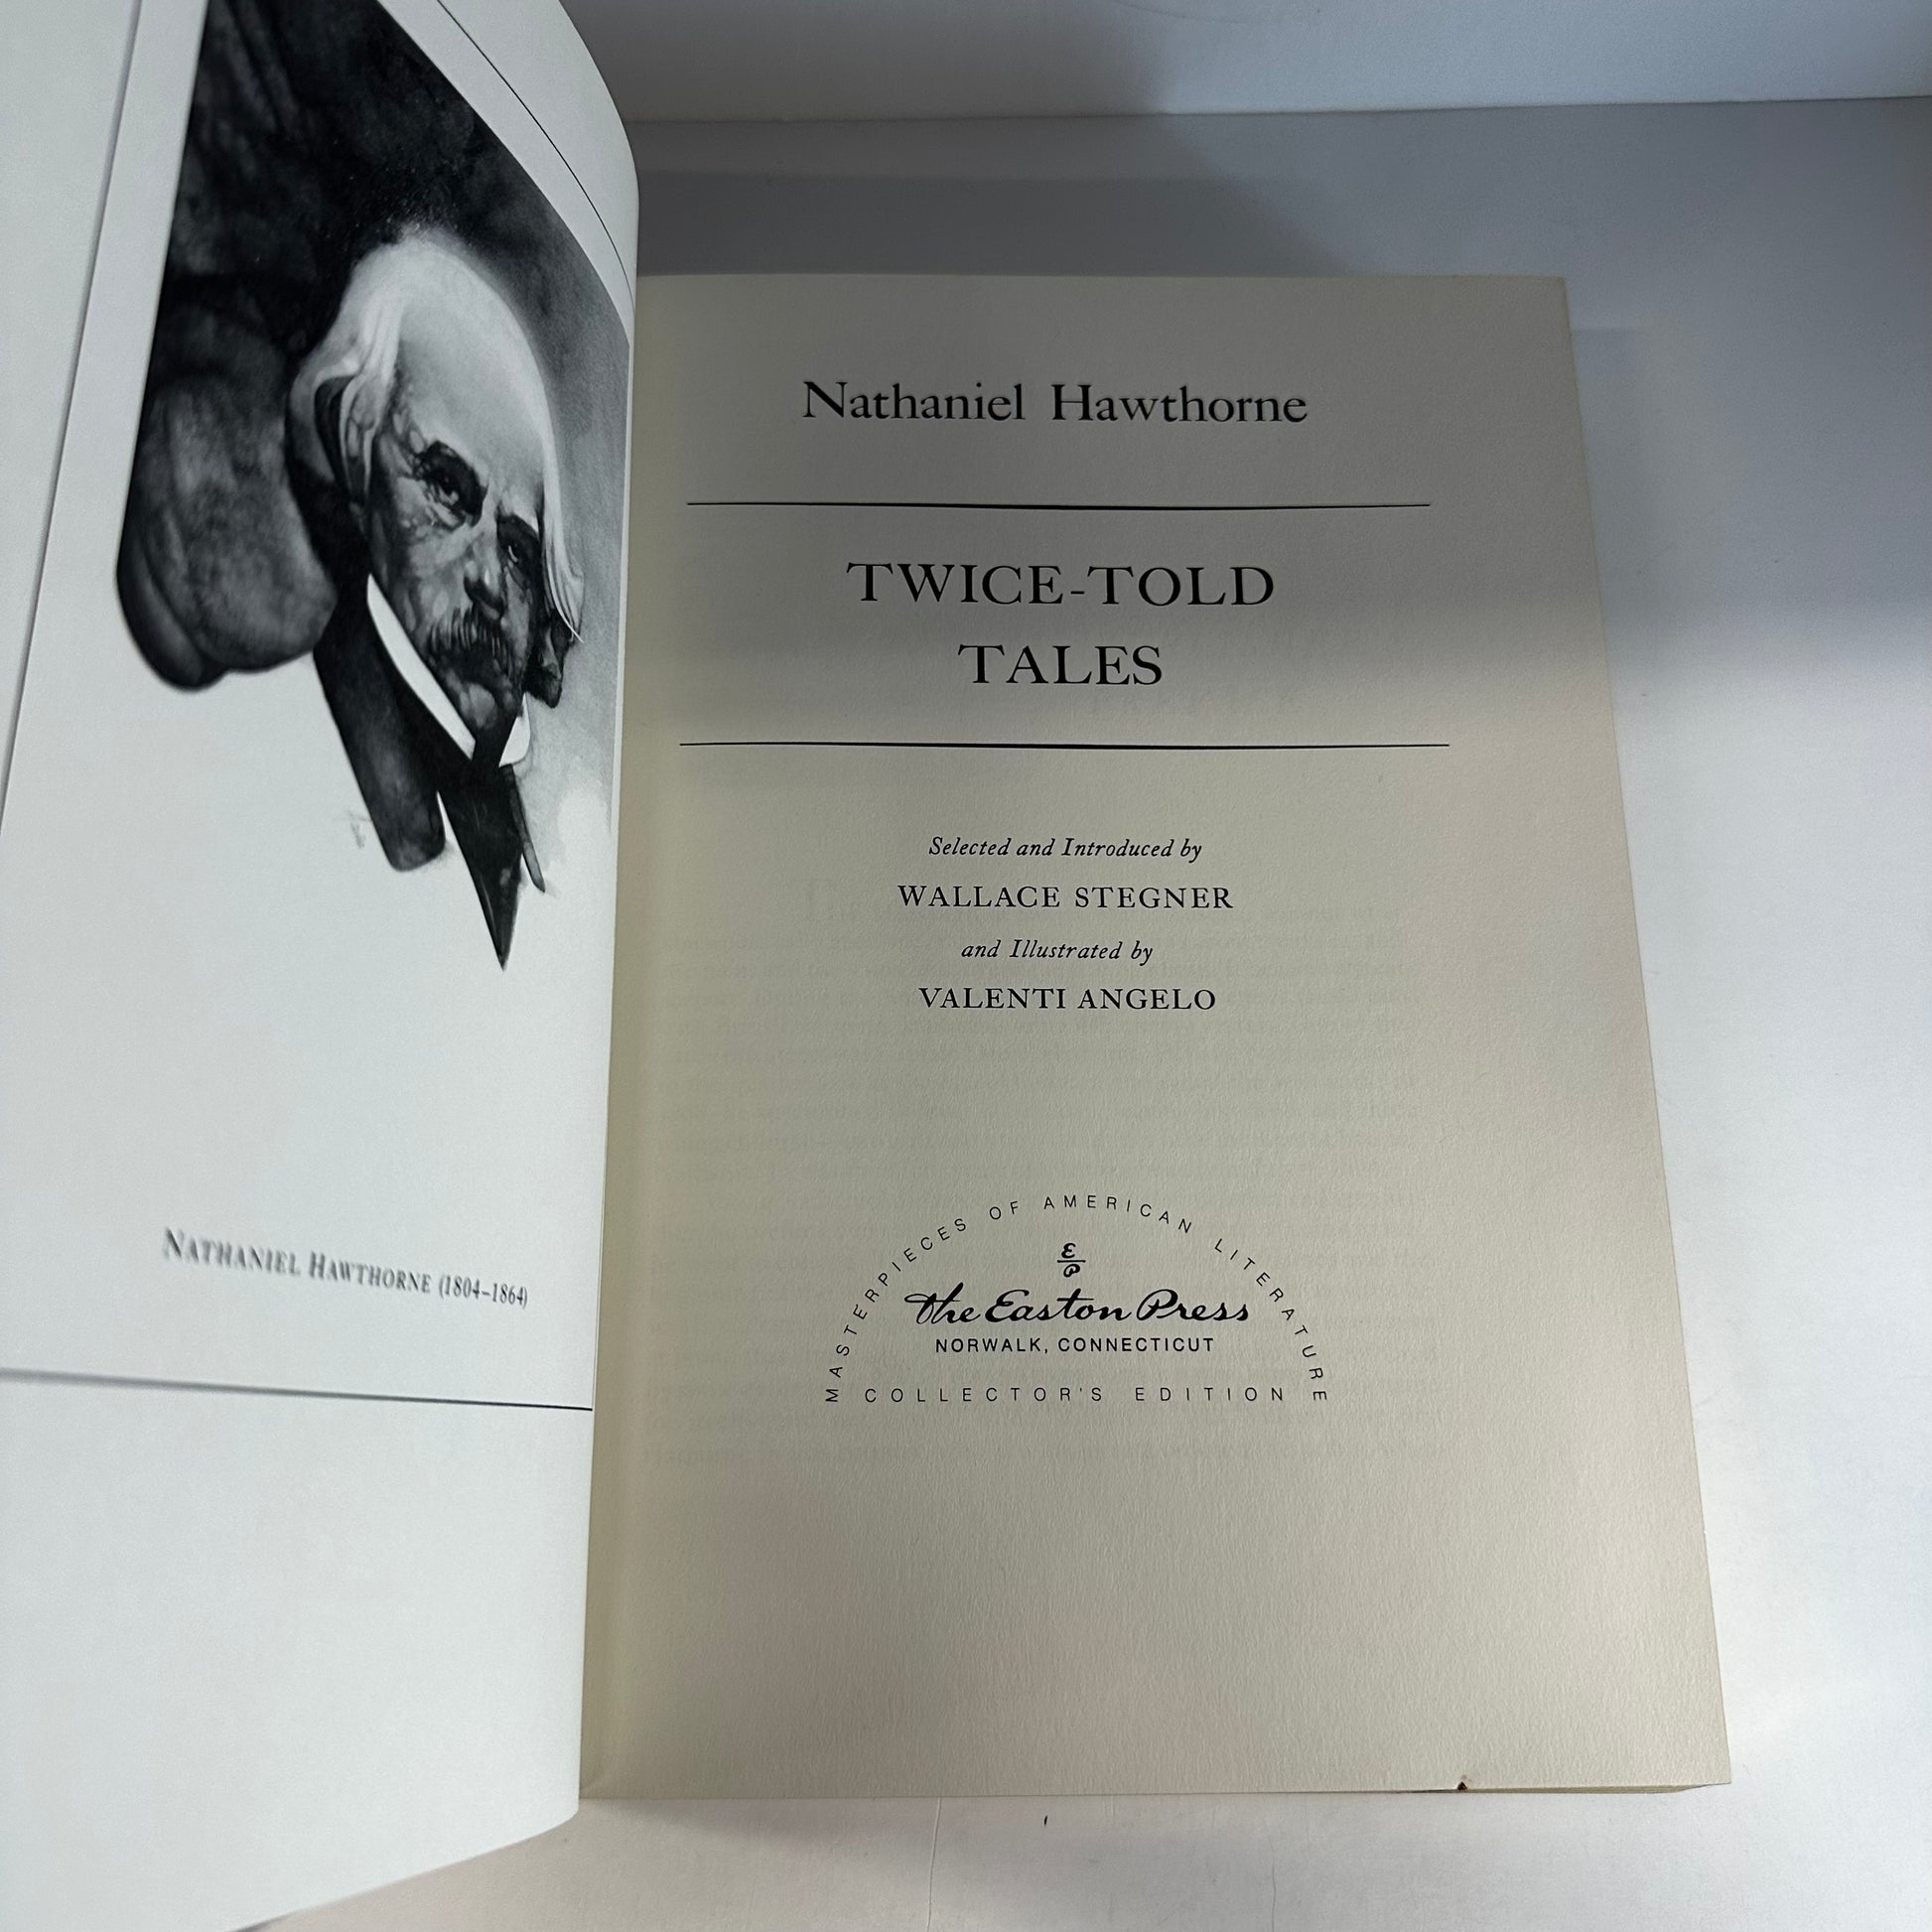 NATHANIEL HAWTHORNE (1804–1864)
Nathaniel Hawthorne
TWICE-TOLD
TALES
Selected and Introduced by
WALLACE STEGNER
and Illustrated by
VALENTI ANGELO
MASTERPIECES OF AMERICAN LITERATURE
EP
The Easton Press
NORWALK, CONNECTICUT
COLLECTOR'S EDITION